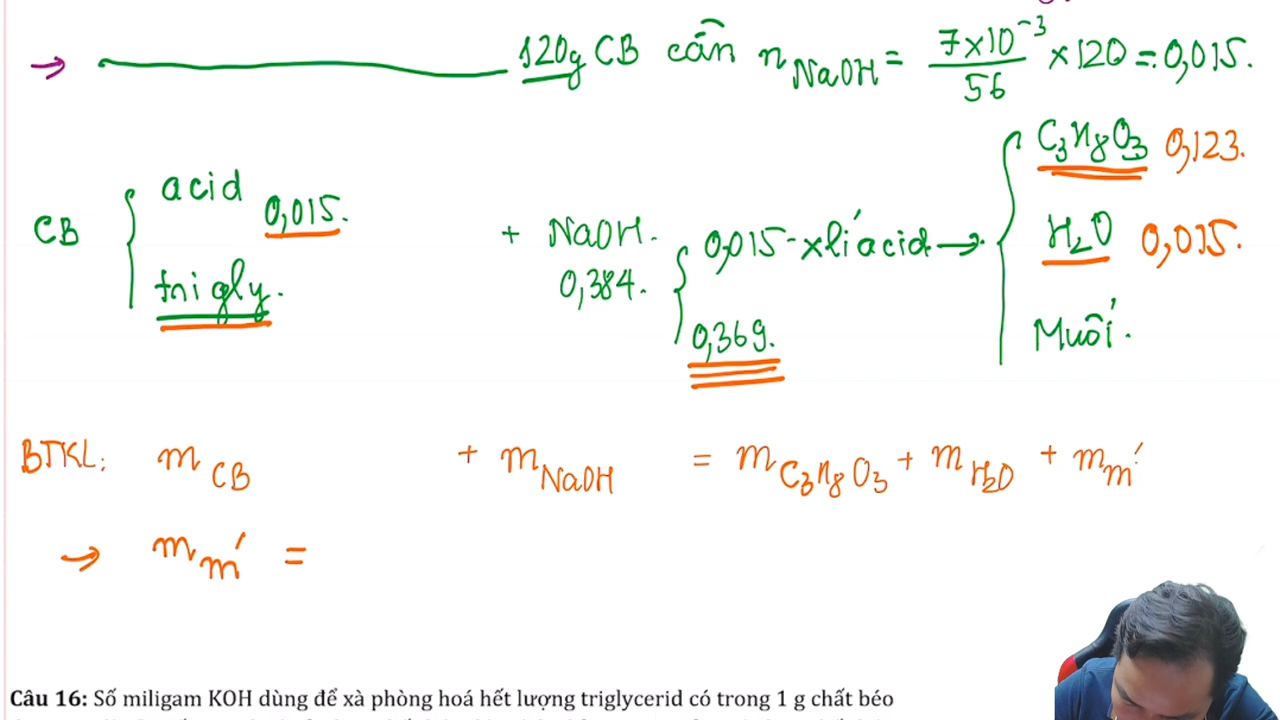 → 120g CB cần n NaOH = 7×10⁻³/56 ×120 = 0,015.
CB { acid 0,015. trigly.
+ NaOH. 0,384. { 0,015 - xlí acid → 0,369.
{ C₃H₈O₃ 0,123.
H₂O 0,015.
Muối.
BTKL: m CB + m NaOH = m C₃H₈O₃ + m H₂O + m m'
→ m m' =
Câu 16: Số miligam KOH dùng để xà phòng hoá hết lượng triglycerid có trong 1 g chất béo